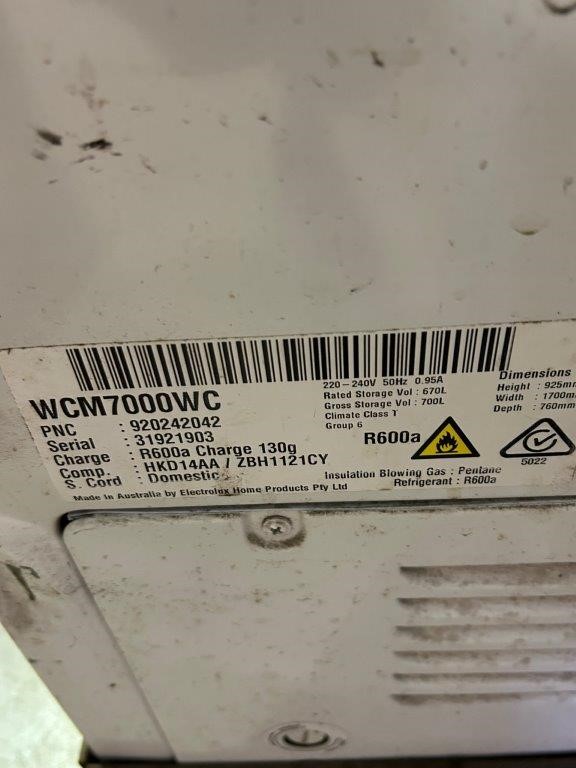 WCM7000WC
PNC : 920242042
Serial : 31921903
Charge : R600a Charge 130g
Comp. : HKD14AA / ZBH1121CY
S. Cord : Domestic
Made In Australia by Electrolux Home Products Pty Ltd
220-240V 50Hz 0.95A
Rated Storage Vol : 670L
Gross Storage Vol : 700L
Climate Class T
Group 6
R600a
Insulation Blowing Gas : Pentane
Refrigerant : R600a
Dimensions
Height : 925mm
Width : 1700m
Depth : 760mm
5022